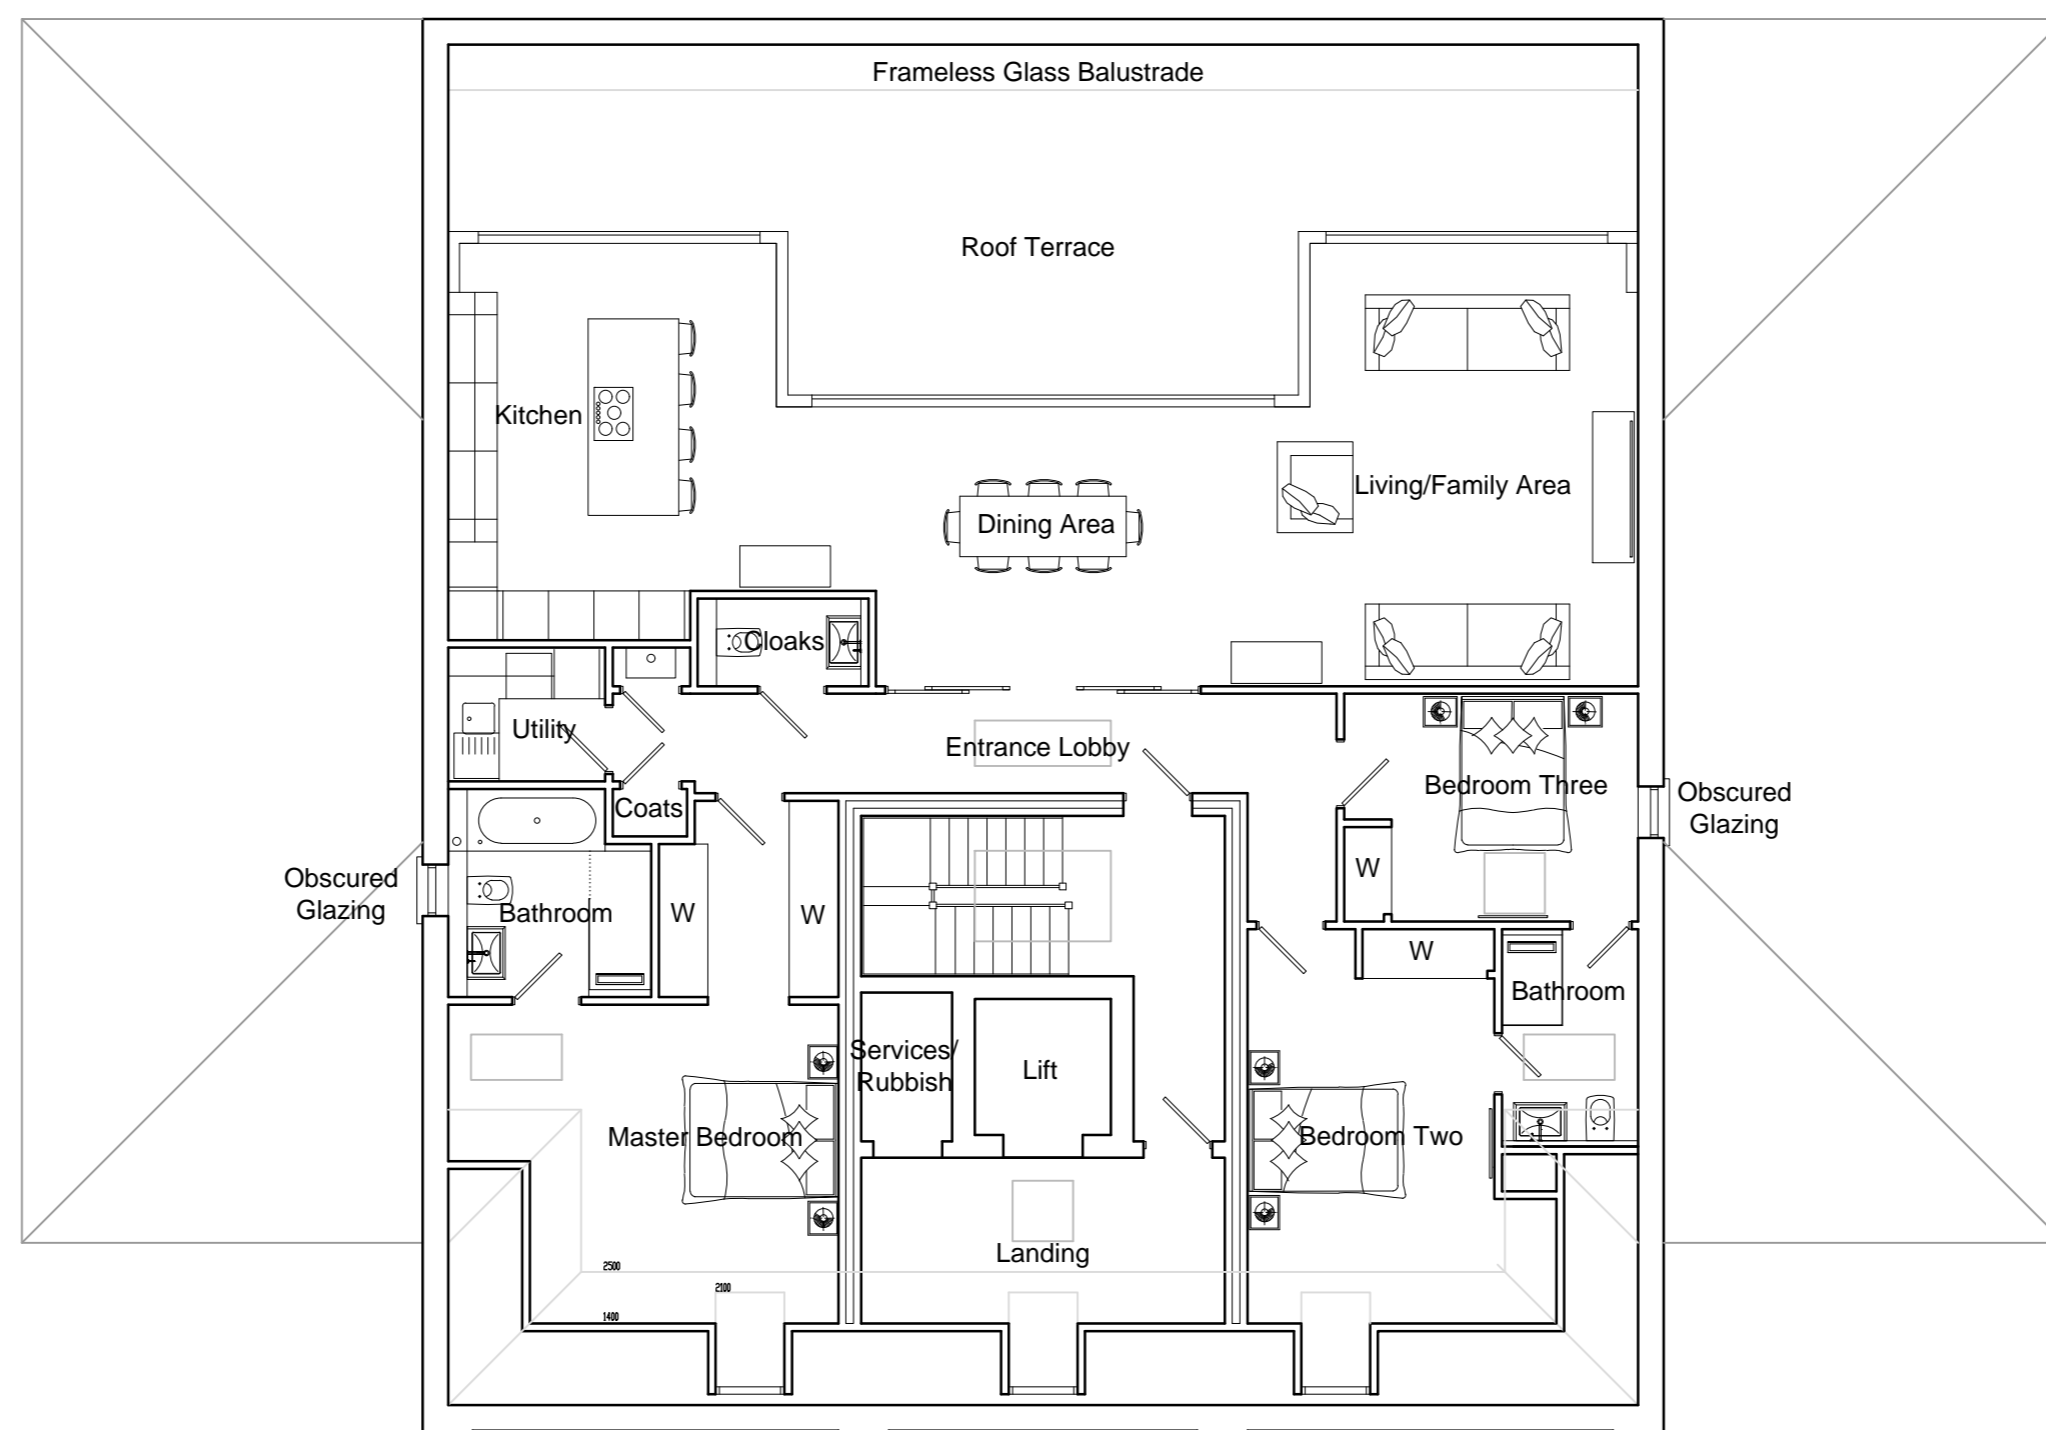 Frameless Glass Balustrade
Roof Terrace
Kitchen
Living/Family Area
Dining Area
Cloaks
Utility
Entrance Lobby
Bedroom Three
Obscured
Glazing
Coats
W
Obscured
Glazing
Bathroom
W
W
W
Bathroom
Services/
Rubbish
Lift
Master Bedroom
Bedroom Two
Landing
2500
2100
1400